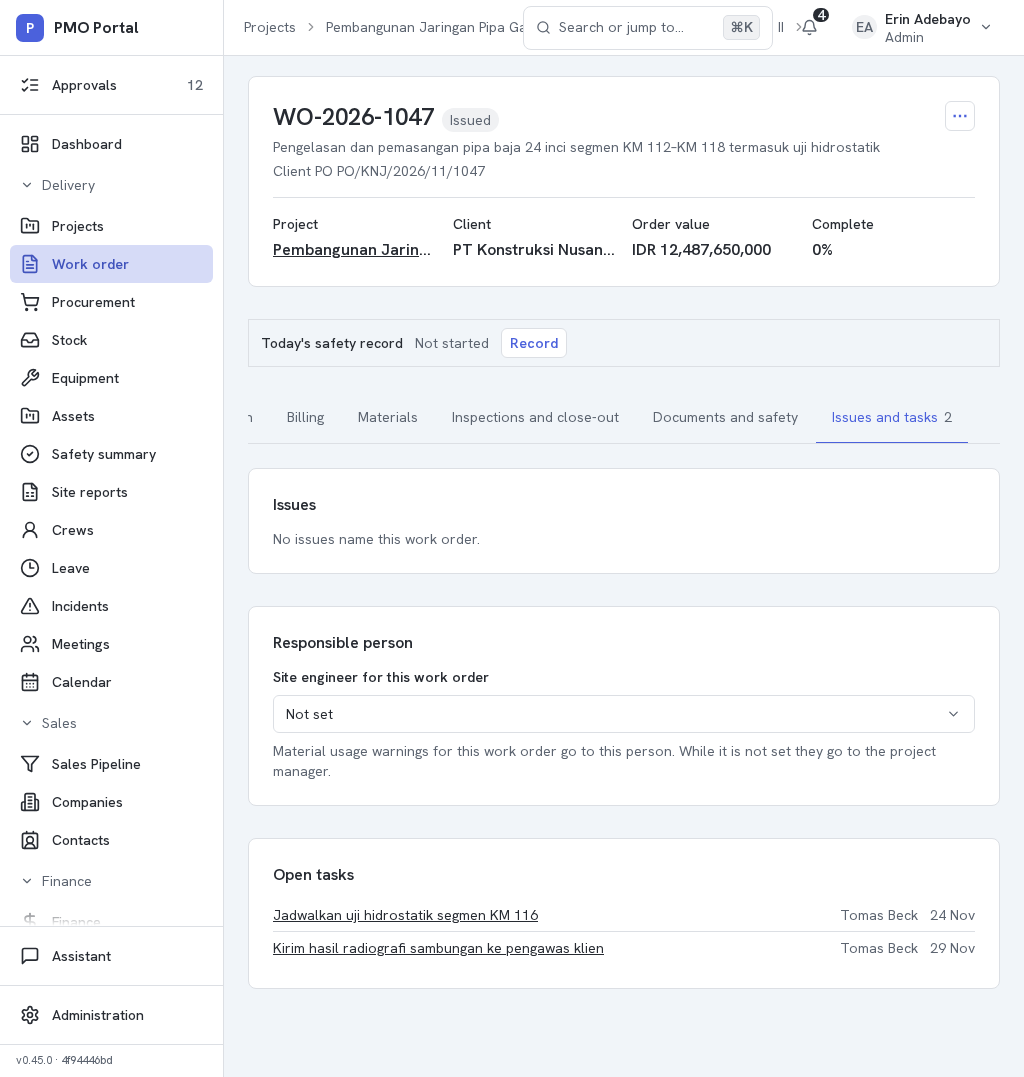 P PMO Portal
Projects > Pembangunan Jaringan Pipa Ga
Search or jump to... ⌘K
II >
4
EA Erin Adebayo
Admin
Approvals 12
Dashboard
Delivery
Projects
Work order
Procurement
Stock
Equipment
Assets
Safety summary
Site reports
Crews
Leave
Incidents
Meetings
Calendar
Sales
Sales Pipeline
Companies
Contacts
Finance
Finance
Assistant
Administration
v0.45.0 · 4f94446bd
WO-2026-1047 Issued
Pengelasan dan pemasangan pipa baja 24 inci segmen KM 112–KM 118 termasuk uji hidrostatik
Client PO PO/KNJ/2026/11/1047
Project Client Order value Complete
Pembangunan Jarin... PT Konstruksi Nusan... IDR 12,487,650,000 0%
Today's safety record Not started Record
Billing Materials Inspections and close-out Documents and safety Issues and tasks 2
Issues
No issues name this work order.
Responsible person
Site engineer for this work order
Not set
Material usage warnings for this work order go to this person. While it is not set they go to the project
manager.
Open tasks
Jadwalkan uji hidrostatik segmen KM 116 Tomas Beck 24 Nov
Kirim hasil radiografi sambungan ke pengawas klien Tomas Beck 29 Nov